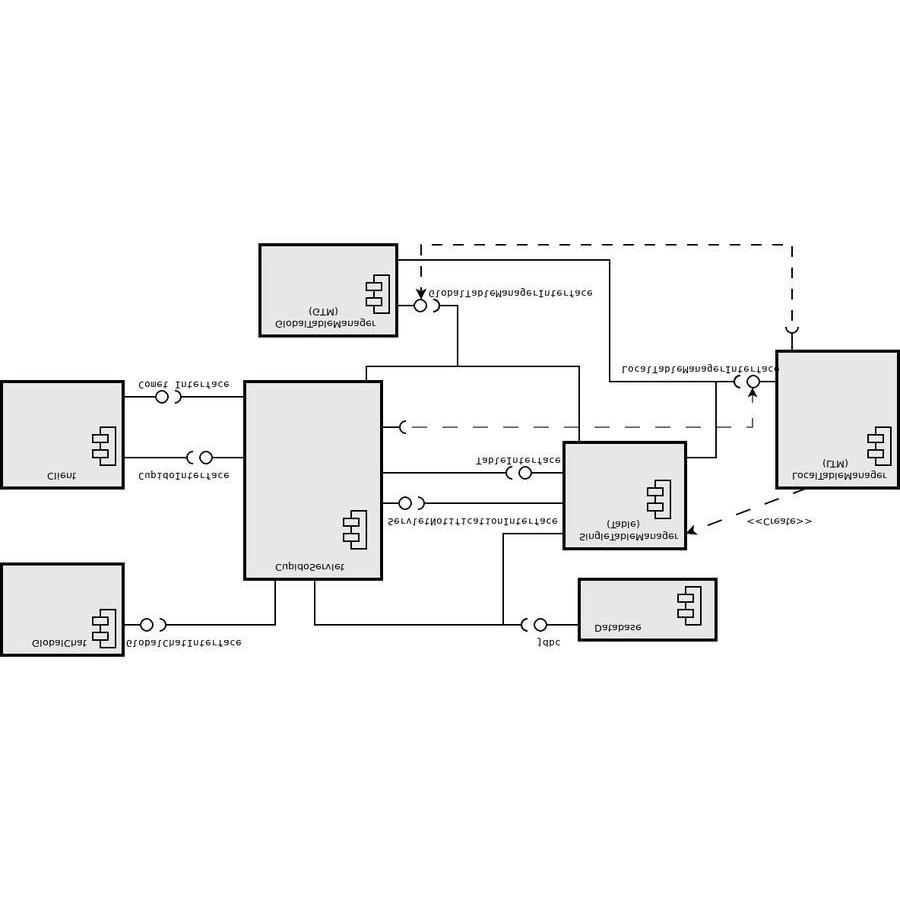 GlobalChatInterface
jdbc
GlobalChat
Database
CupidoServlet
SingleTableManager
(Table)
ServletNotificationInterface
<<Create>>
Client
CupidoInterface
TableInterface
LocalTableManager
(LTM)
Comet Interface
LocalTableManagerInterface
GlobalTableManager
(GTM)
GlobalTableManagerInterface